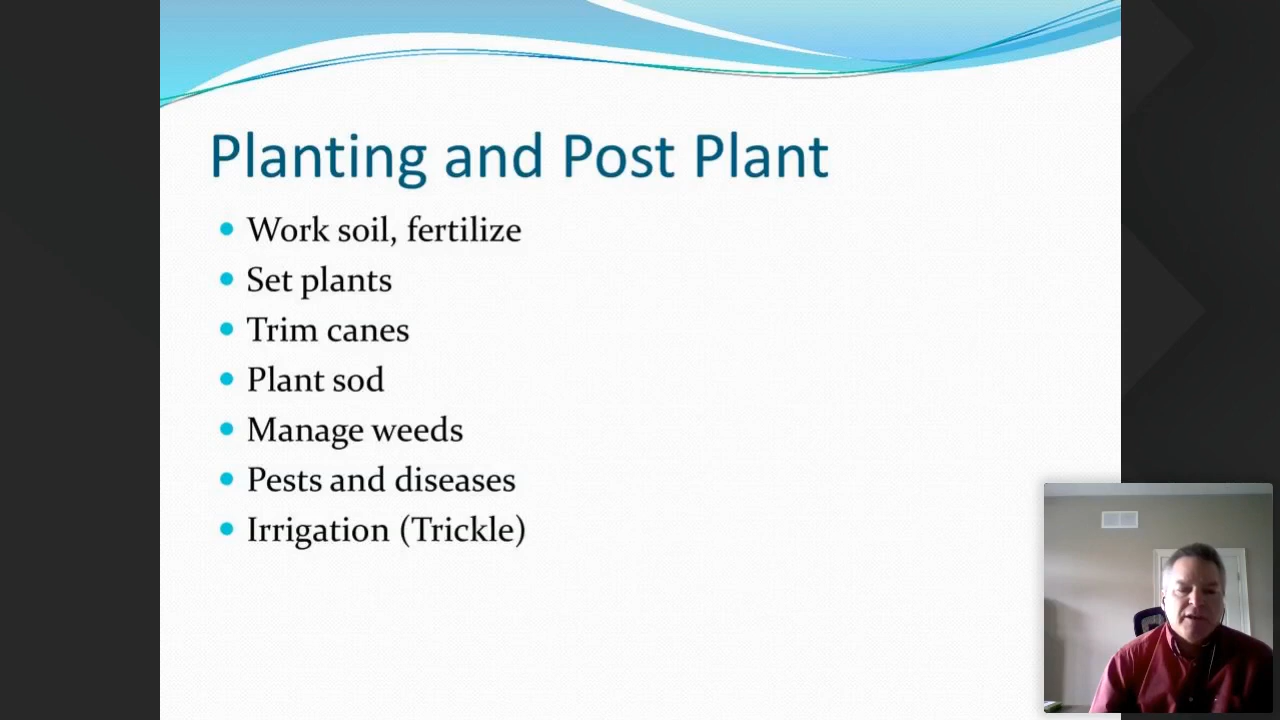 Planting and Post Plant
Work soil, fertilize
Set plants
Trim canes
Plant sod
Manage weeds
Pests and diseases
Irrigation (Trickle)